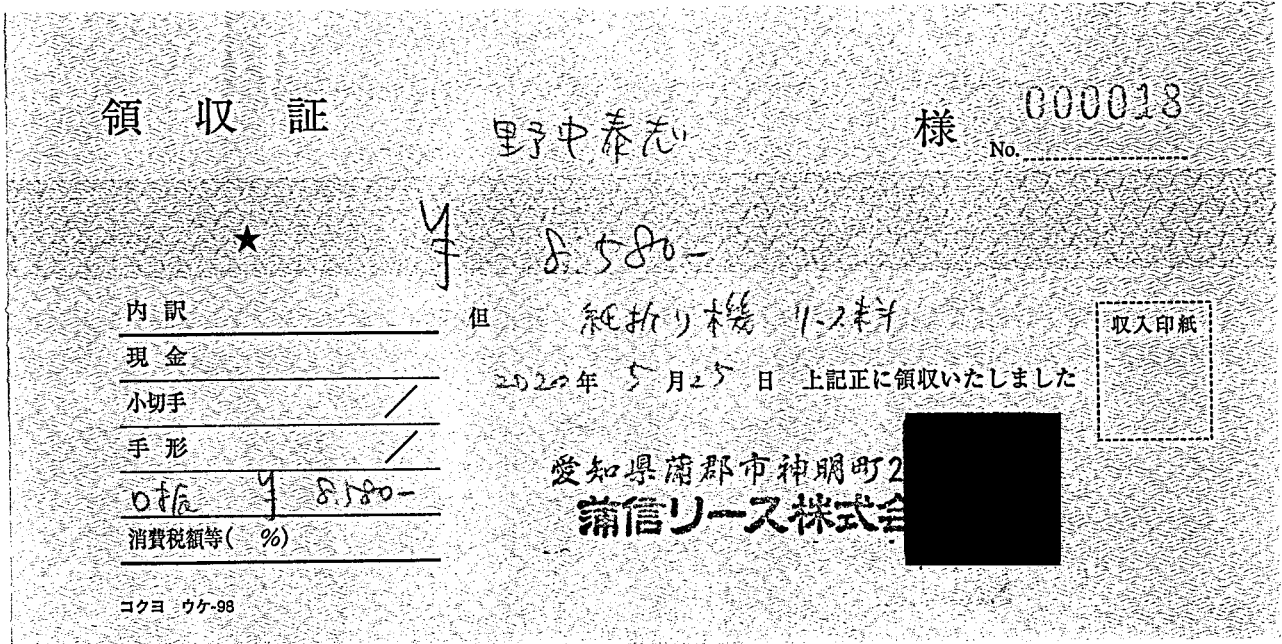 領収証 野中泰志 様 No. 000018
★ ¥ 8,580-
内訳
但 紙折り機 リース料
収入印紙
現金
2020年 5月25日 上記正に領収いたしました
小切手 /
手形 /
口振 ¥ 8,580-
消費税額等( %)
愛知県蒲郡市神明町2
蒲信リース株式会
コクヨ ウケ-98